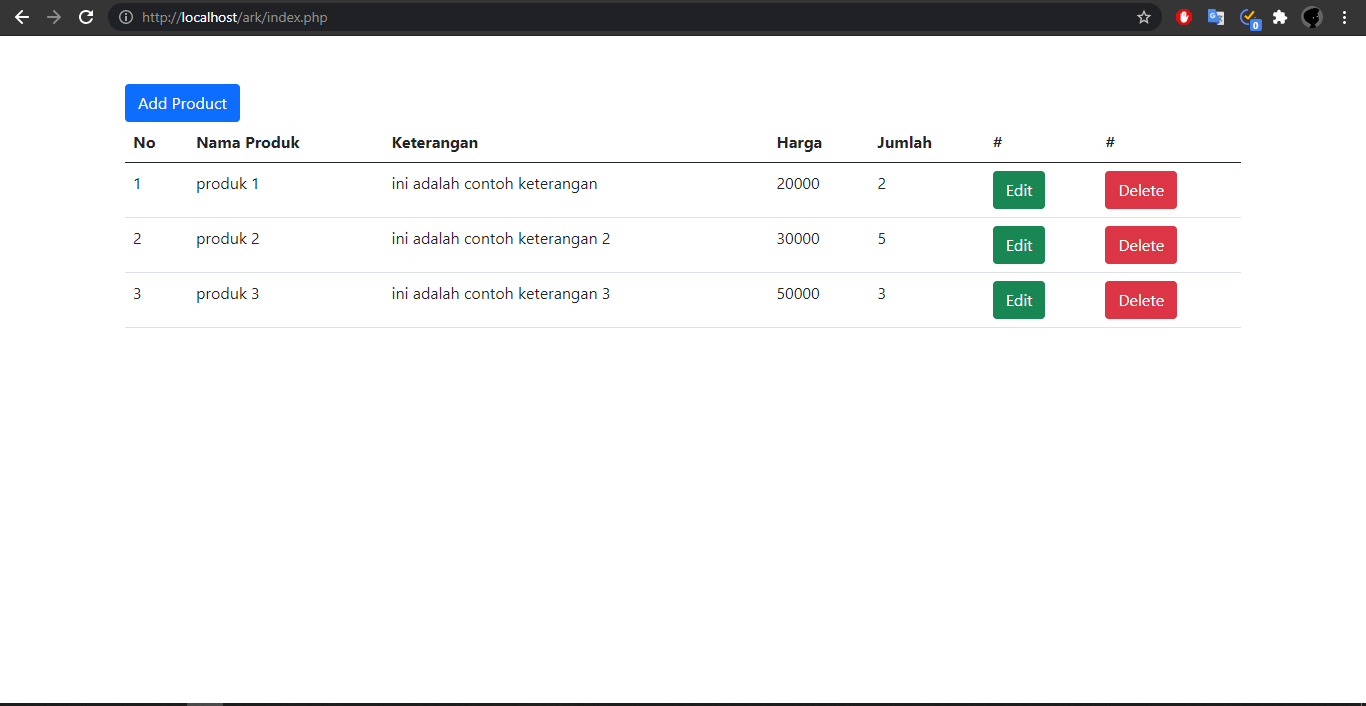 http://localhost/ark/index.php
0
Add Product
No Nama Produk Keterangan Harga Jumlah # #
1 produk 1 ini adalah contoh keterangan 20000 2 Edit Delete
2 produk 2 ini adalah contoh keterangan 2 30000 5 Edit Delete
3 produk 3 ini adalah contoh keterangan 3 50000 3 Edit Delete